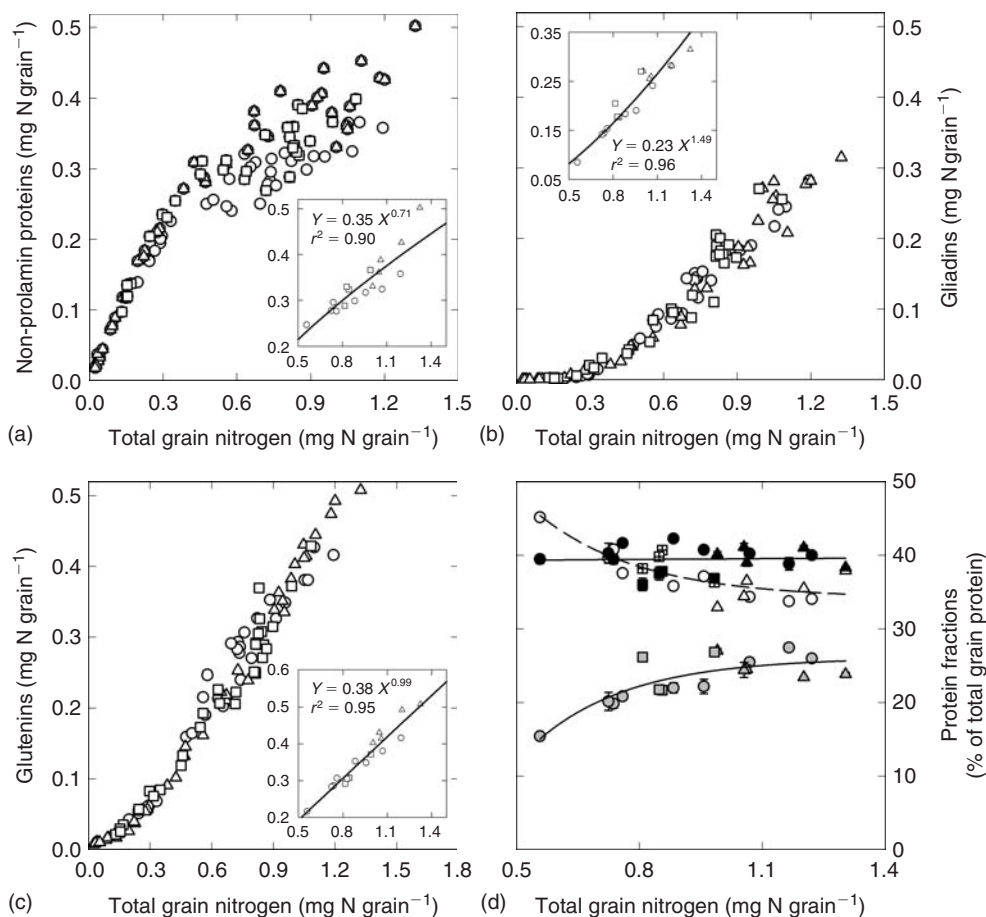 0.5
0.4
0.3
0.2
0.1
0.0
Non-prolamin proteins (mg N grain⁻¹)
0.0 0.3 0.6 0.9 1.2 1.5
(a) Total grain nitrogen (mg N grain⁻¹)
0.5
0.4
0.3
0.2
Y = 0.35 X^0.71
r² = 0.90
0.5 0.8 1.1 1.4
0.35
0.25
0.15
0.05
Y = 0.23 X^1.49
r² = 0.96
0.5 0.8 1.1 1.4
0.5
0.4
0.3
0.2
0.1
0.0
Gliadins (mg N grain⁻¹)
0.0 0.3 0.6 0.9 1.2 1.5
(b) Total grain nitrogen (mg N grain⁻¹)
0.5
0.4
0.3
0.2
0.1
0.0
Glutenins (mg N grain⁻¹)
0.6
0.5
0.4
0.3
0.2
Y = 0.38 X^0.99
r² = 0.95
0.5 0.8 1.1 1.4
0.0 0.3 0.6 0.9 1.2 1.5 1.8
(c) Total grain nitrogen (mg N grain⁻¹)
50
40
30
20
10
0
Protein fractions
(% of total grain protein)
0.5 0.8 1.1 1.4
(d) Total grain nitrogen (mg N grain⁻¹)